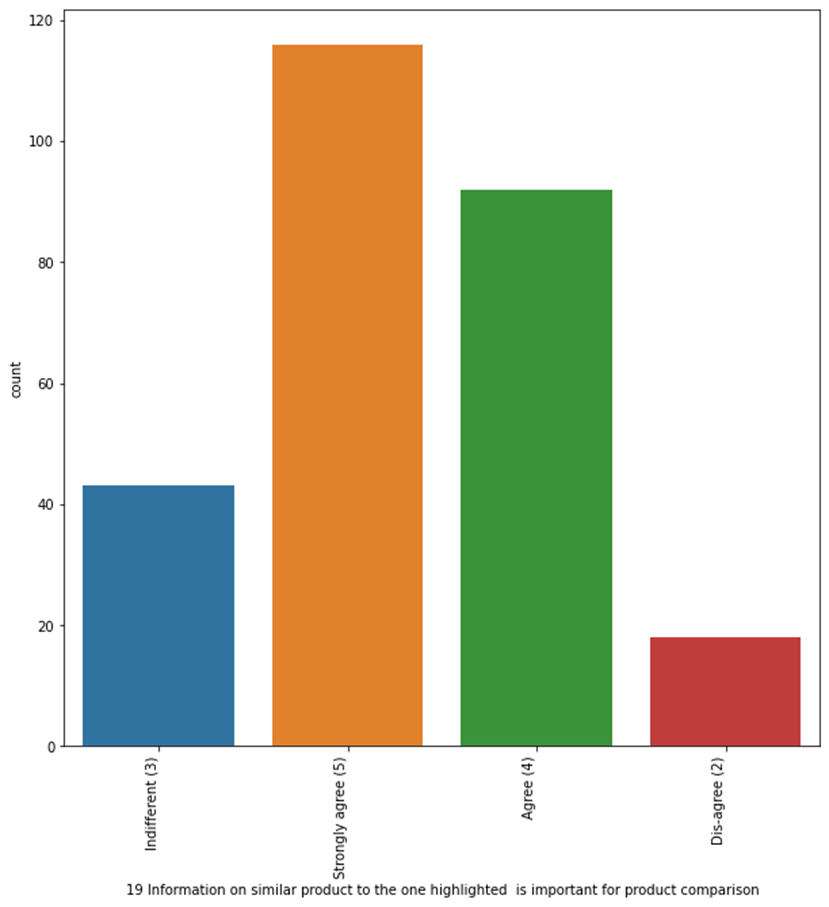 120
100
80
60
40
20
0
count
Indifferent (3)
Strongly agree (5)
Agree (4)
Dis-agree (2)
19 Information on similar product to the one highlighted  is important for product comparison